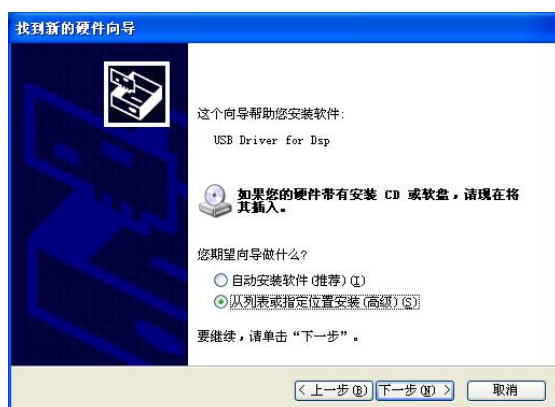 找到新的硬件向导
这个向导帮助您安装软件:
USB Driver for Dsp
如果您的硬件带有安装 CD 或软盘，请现在将
其插入。
您期望向导做什么?
自动安装软件(推荐)(I)
从列表或指定位置安装(高级)(S)
要继续，请单击“下一步”。
< 上一步(B) 下一步(N) > 取消